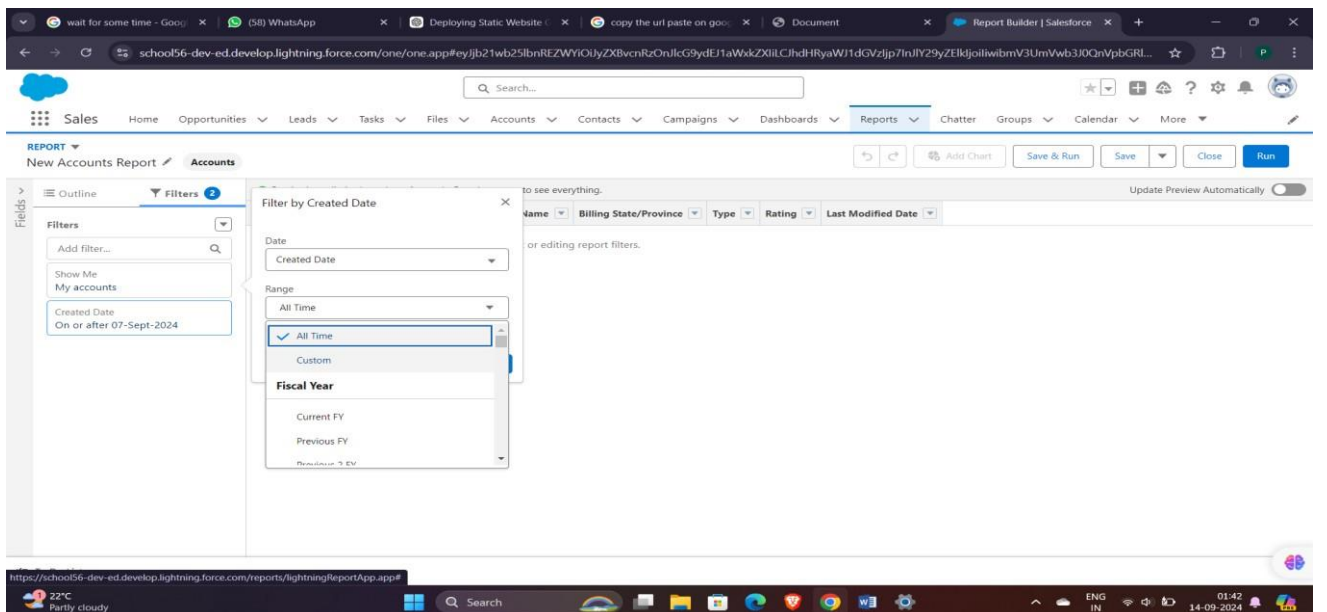 wait for some time - Goog
(58) WhatsApp
Deploying Static Website
copy the url paste on goog
Document
Report Builder | Salesforce
school56-dev-ed.develop.lightning.force.com/one/one.app#
Search...
Sales Home Opportunities Leads Tasks Files Accounts Contacts Campaigns Dashboards Reports Chatter Groups Calendar More
REPORT
New Accounts Report Accounts
Add Chart Save & Run Save Close Run
Fields
Outline Filters 2
to see everything.
Update Preview Automatically
Filters
Add filter...
Show Me
My accounts
Created Date
On or after 07-Sept-2024
Filter by Created Date
Date
Created Date
Range
All Time
All Time
Custom
Fiscal Year
Current FY
Previous FY
Previous 2 FY
Name Billing State/Province Type Rating Last Modified Date
or editing report filters.
https://school56-dev-ed.develop.lightning.force.com/reports/lightningReportApp.app#
1
22°C
Partly cloudy
Search
ENG
IN
01:42
14-09-2024